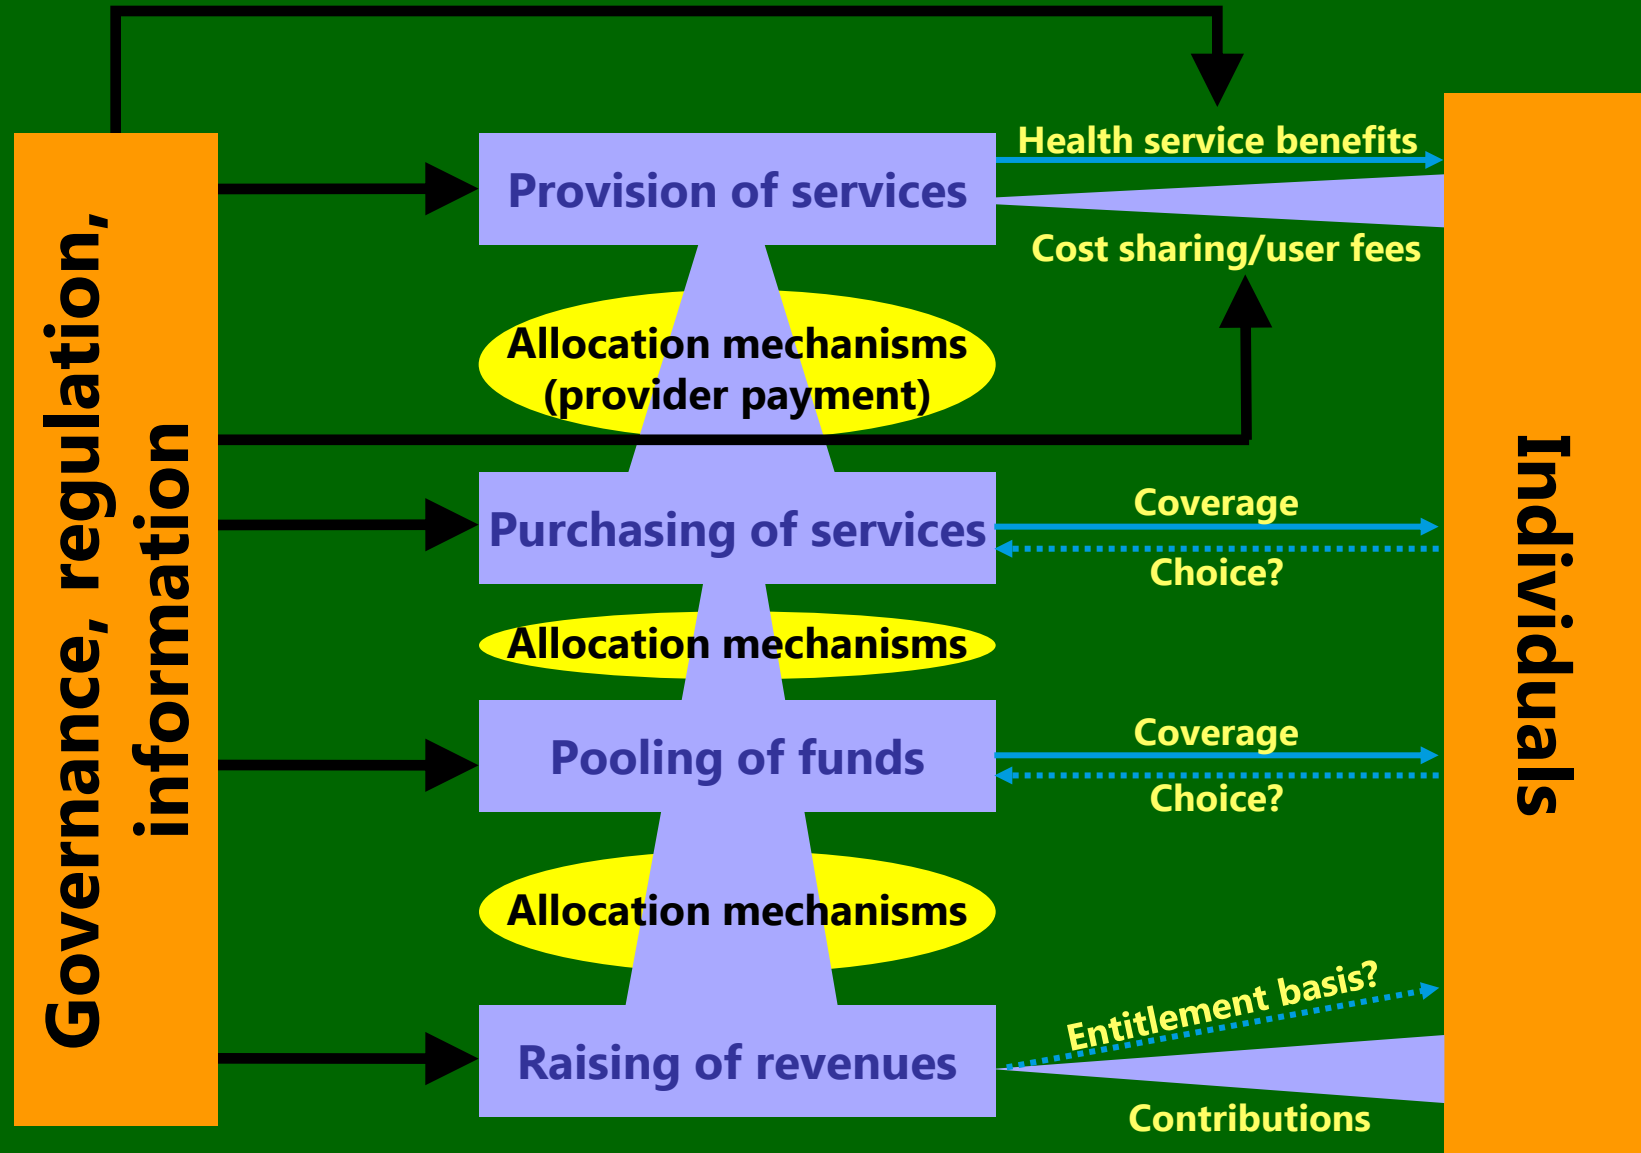 Governance, regulation,
information
Provision of services
Health service benefits
Cost sharing/user fees
Allocation mechanisms
(provider payment)
Purchasing of services
Coverage
Choice?
Allocation mechanisms
Pooling of funds
Coverage
Choice?
Allocation mechanisms
Raising of revenues
Entitlement basis?
Contributions
Individuals